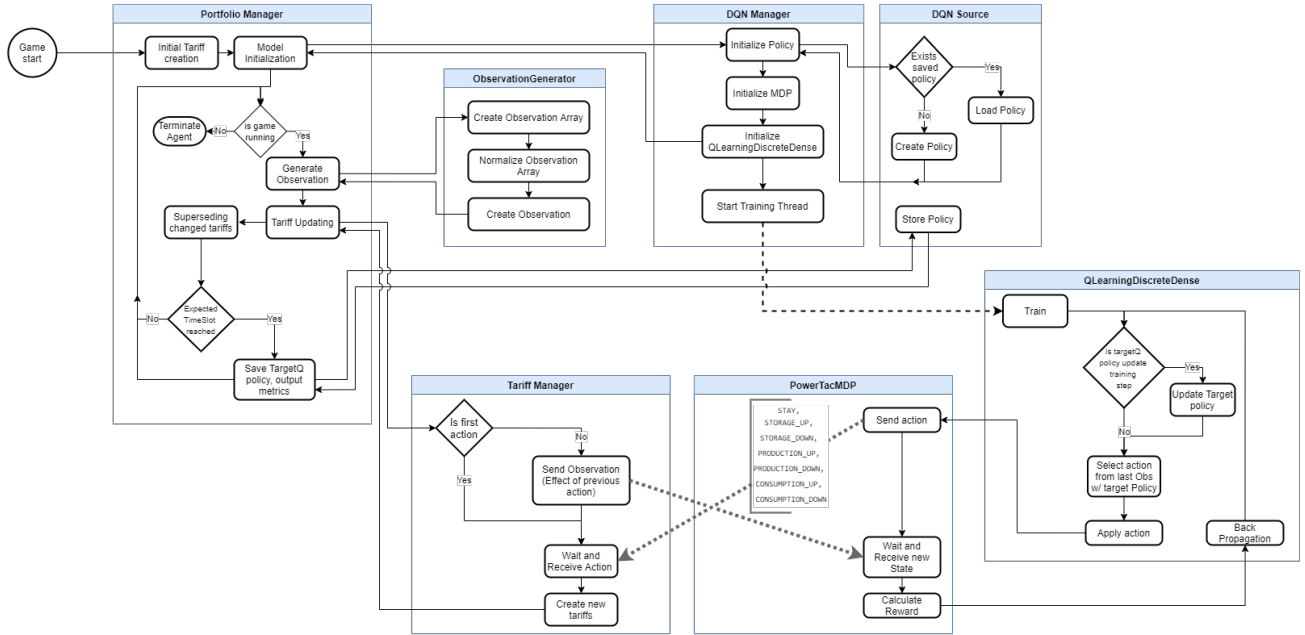 Portfolio Manager
Game
start
Initial Tariff
creation
Model
Initialization
is game
running
No
Yes
Terminate
Agent
Generate
Observation
Tariff Updating
Superseding
changed tariffs
Expected
TimeSlot
reached
No
Yes
Save TargetQ
policy, output
metrics
ObservationGenerator
Create Observation Array
Normalize Observation
Array
Create Observation
DQN Manager
Initialize Policy
Initialize MDP
Initialize
QLearningDiscreteDense
Start Training Thread
DQN Source
Exists
saved
policy
Yes
No
Load Policy
Create Policy
Store Policy
QLearningDiscreteDense
Train
Is targetQ
policy update
training
step
Yes
Update Target
policy
No
Select action
from last Obs
w/ target Policy
Apply action
Back
Propagation
Tariff Manager
Is first
action
No
Yes
Send Observation
(Effect of previous
action)
Wait and
Receive Action
Create new
tariffs
PowerTacMDP
STAY,
STORAGE_UP,
STORAGE_DOWN,
PRODUCTION_UP,
PRODUCTION_DOWN,
CONSUMPTION_UP,
CONSUMPTION_DOWN
Send action
Wait and
Receive new
State
Calculate
Reward